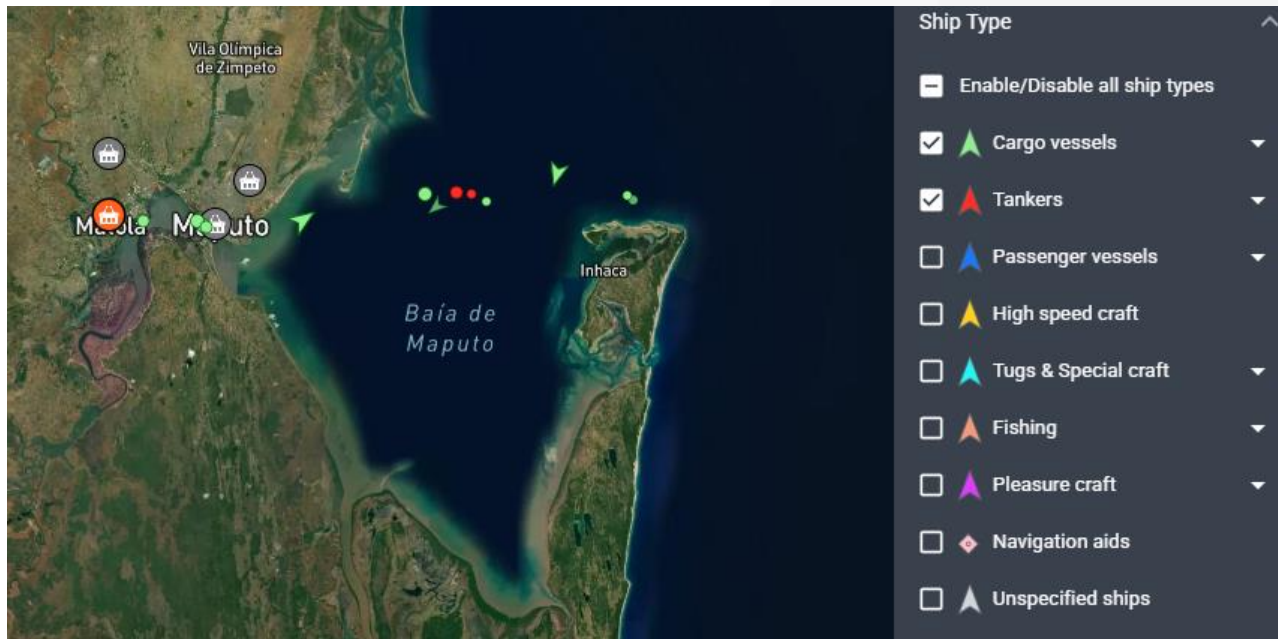 Vila Olímpica
de Zimpeto
Matola
Maputo
Inhaca
Baía de
Maputo
Ship Type
Enable/Disable all ship types
Cargo vessels
Tankers
Passenger vessels
High speed craft
Tugs & Special craft
Fishing
Pleasure craft
Navigation aids
Unspecified ships